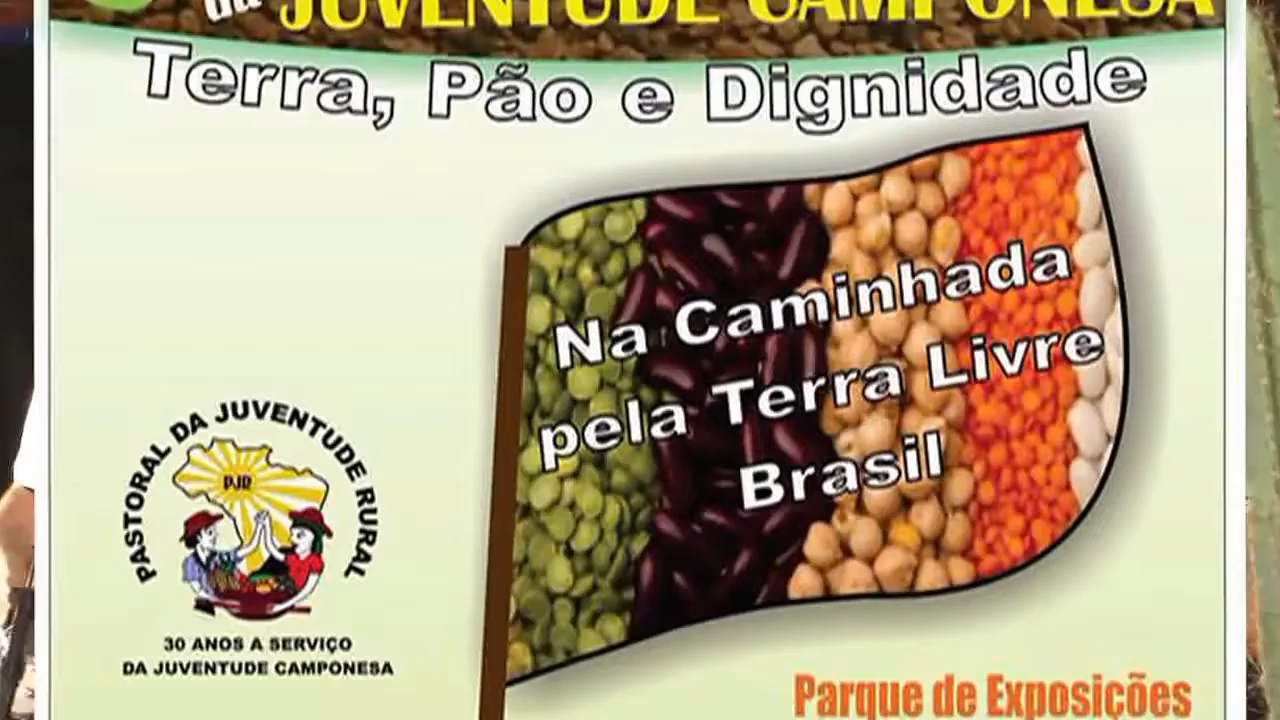 da JUVENTUDE CAMPONESA
Terra, Pão e Dignidade
Na Caminhada
pela Terra Livre
Brasil
PASTORAL DA JUVENTUDE RURAL
PJR
30 ANOS A SERVIÇO
DA JUVENTUDE CAMPONESA
Parque de Exposições